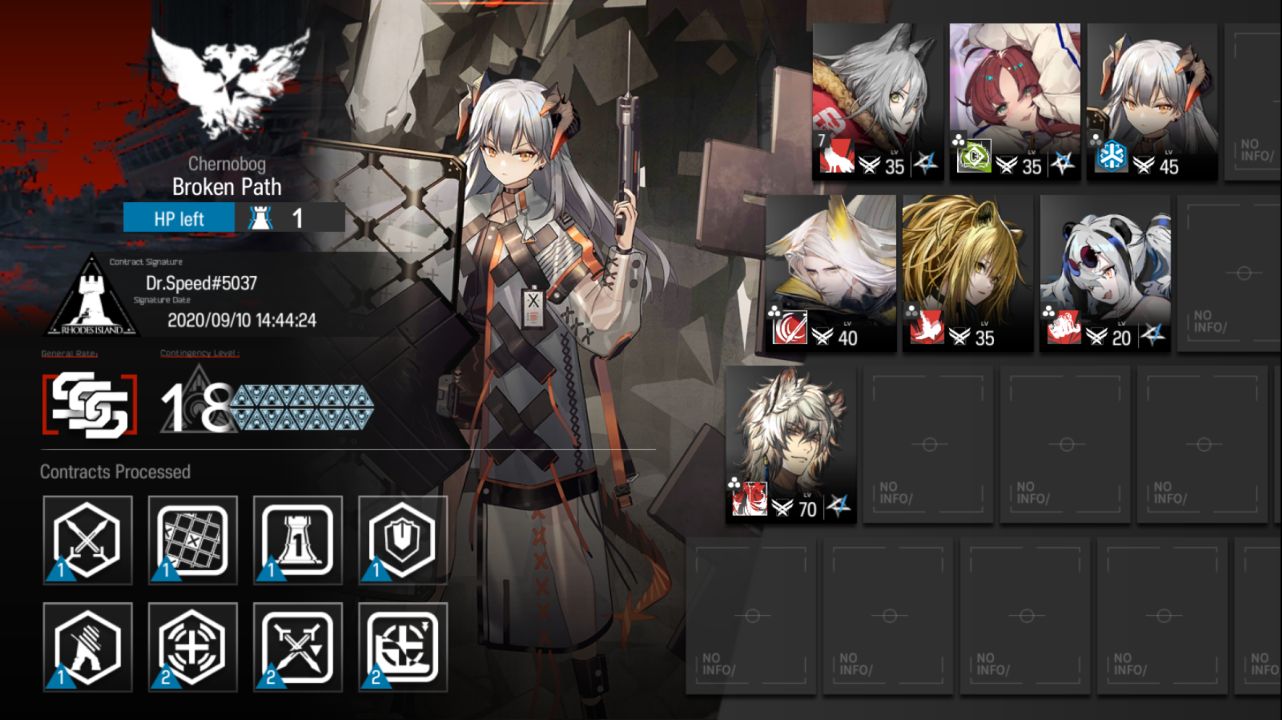 Chernobog
Broken Path
HP left 1
Contract Signature
Dr.Speed#5037
Signature Date
2020/09/10 14:44:24
RHODES ISLAND
General Rate:
Contingency Level:
SSS
18
Contracts Processed
1
1
1
1
1
1
2
2
2
7
LV
35
LV
35
LV
45
NO
INFO/
LV
40
LV
35
LV
20
NO
INFO/
LV
70
NO
INFO/
NO
INFO/
NO
INFO/
NO
INFO/
NO
INFO/
NO
INFO/
NO
INFO/
NO
INFO